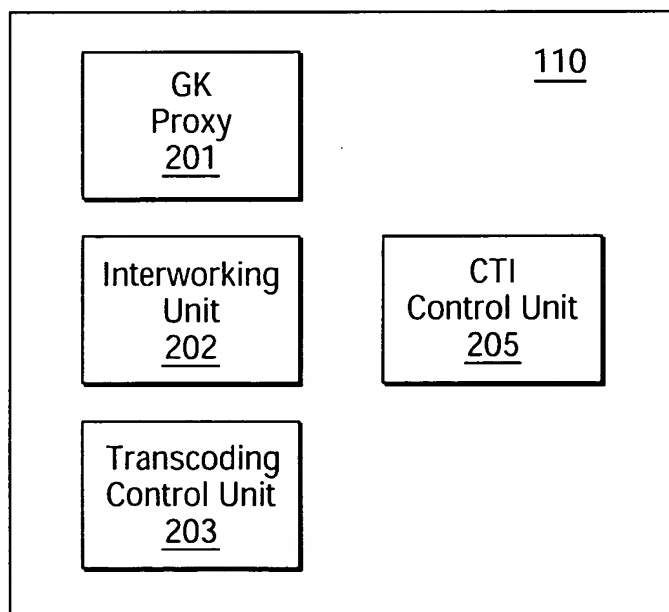 110
GK
Proxy
201
Interworking
Unit
202
CTI
Control Unit
205
Transcoding
Control Unit
203